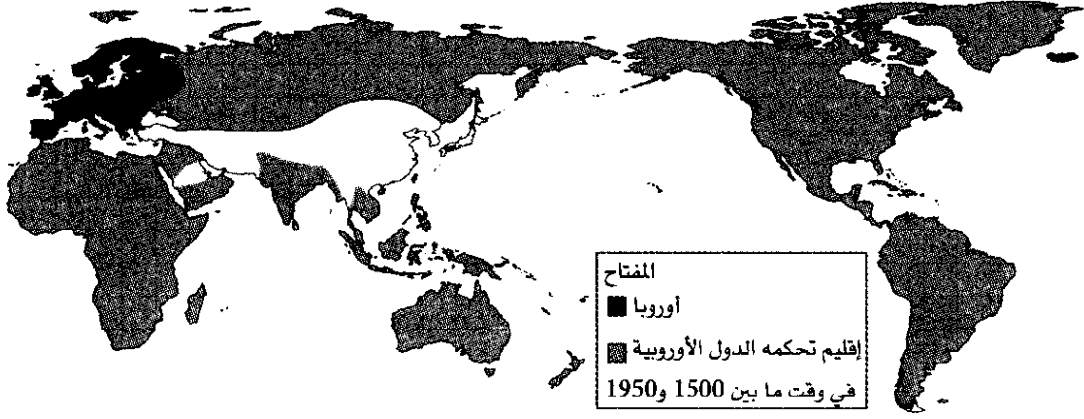 المفتاح
أوروبا
إقليم تحكمه الدول الأوروبية
في وقت ما بين 1500 و1950